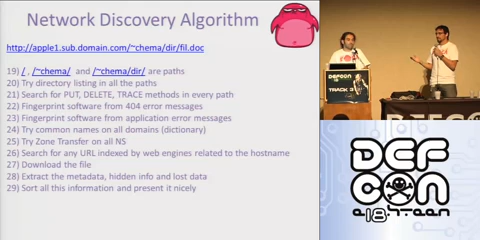 Network Discovery Algorithm
http://apple1.sub.domain.com/~chema/dir/fil.doc
19) / , /~chema/ and /~chema/dir/ are paths
20) Try directory listing in all the paths
21) Search for PUT, DELETE, TRACE methods in every path
22) Fingerprint software from 404 error messages
23) Fingerprint software from application error messages
24) Try common names on all domains (dictionary)
25) Try Zone Transfer on all NS
26) Search for any URL indexed by web engines related to the hostname
27) Download the file
28) Extract the metadata, hidden info and lost data
29) Sort all this information and present it nicely
DEFCON
TRACK 3
DEF
CON
18